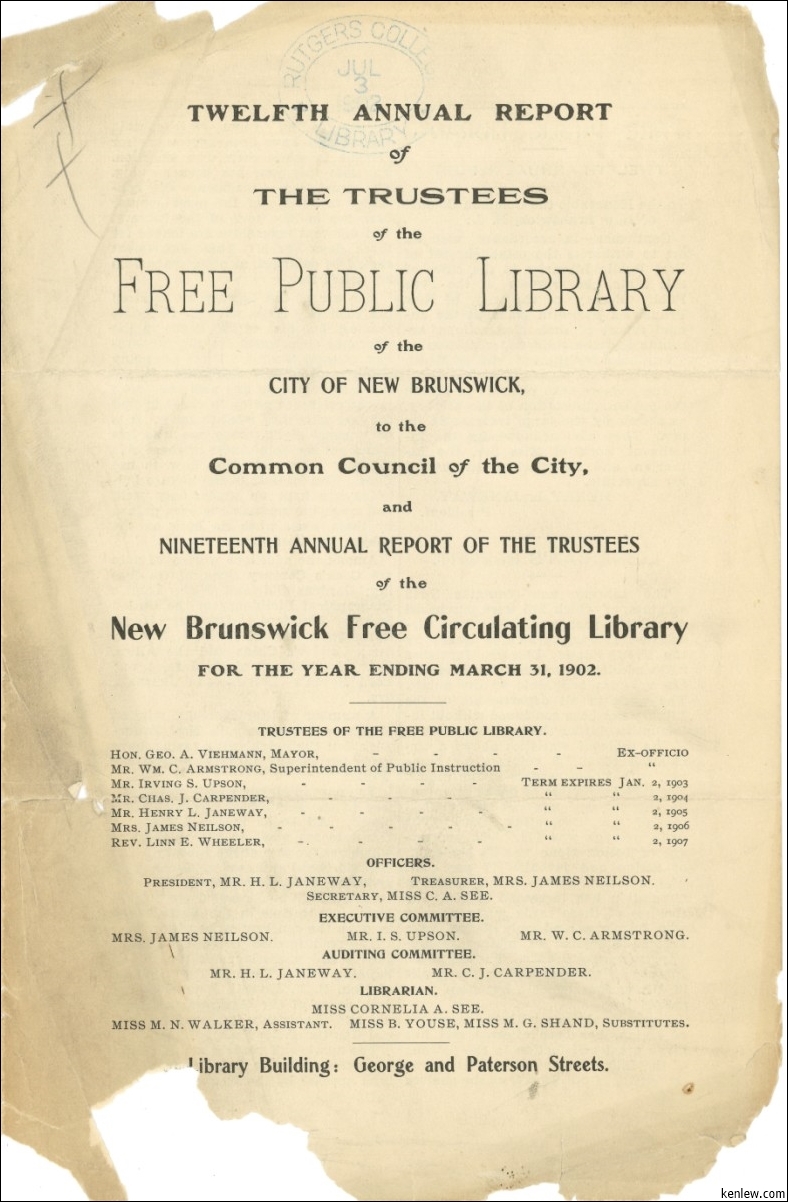 RUTGERS COLLE
JUL
3
LIBRARY
TWELFTH ANNUAL REPORT
of
THE TRUSTEES
of the
FREE PUBLIC LIBRARY
of the
CITY OF NEW BRUNSWICK,
to the
Common Council of the City,
and
NINETEENTH ANNUAL REPORT OF THE TRUSTEES
of the
New Brunswick Free Circulating Library
FOR THE YEAR ENDING MARCH 31, 1902.
TRUSTEES OF THE FREE PUBLIC LIBRARY.
HON. GEO. A. VIEHMANN, MAYOR, - - - - EX-OFFICIO
MR. WM. C. ARMSTRONG, Superintendent of Public Instruction - - "
MR. IRVING S. UPSON, - - - - TERM EXPIRES JAN. 2, 1903
MR. CHAS. J. CARPENDER, - - - - " " 2, 1904
MR. HENRY L. JANEWAY, - - - - " " 2, 1905
MRS. JAMES NEILSON, - - - - - " " 2, 1906
REV. LINN E. WHEELER, - - - - " " 2, 1907
OFFICERS.
PRESIDENT, MR. H. L. JANEWAY, TREASURER, MRS. JAMES NEILSON.
SECRETARY, MISS C. A. SEE.
EXECUTIVE COMMITTEE.
MRS. JAMES NEILSON. MR. I. S. UPSON. MR. W. C. ARMSTRONG.
AUDITING COMMITTEE.
MR. H. L. JANEWAY. MR. C. J. CARPENDER.
LIBRARIAN.
MISS CORNELIA A. SEE.
MISS M. N. WALKER, ASSISTANT. MISS B. YOUSE, MISS M. G. SHAND, SUBSTITUTES.
Library Building: George and Paterson Streets.
kenlew.com